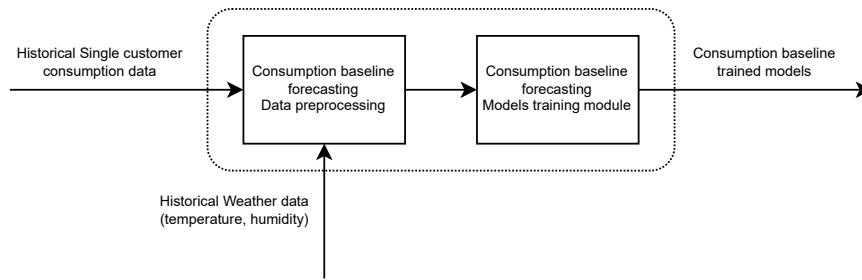 Historical Single customer
consumption data
Consumption baseline
forecasting
Data preprocessing
Consumption baseline
forecasting
Models training module
Consumption baseline
trained models
Historical Weather data
(temperature, humidity)